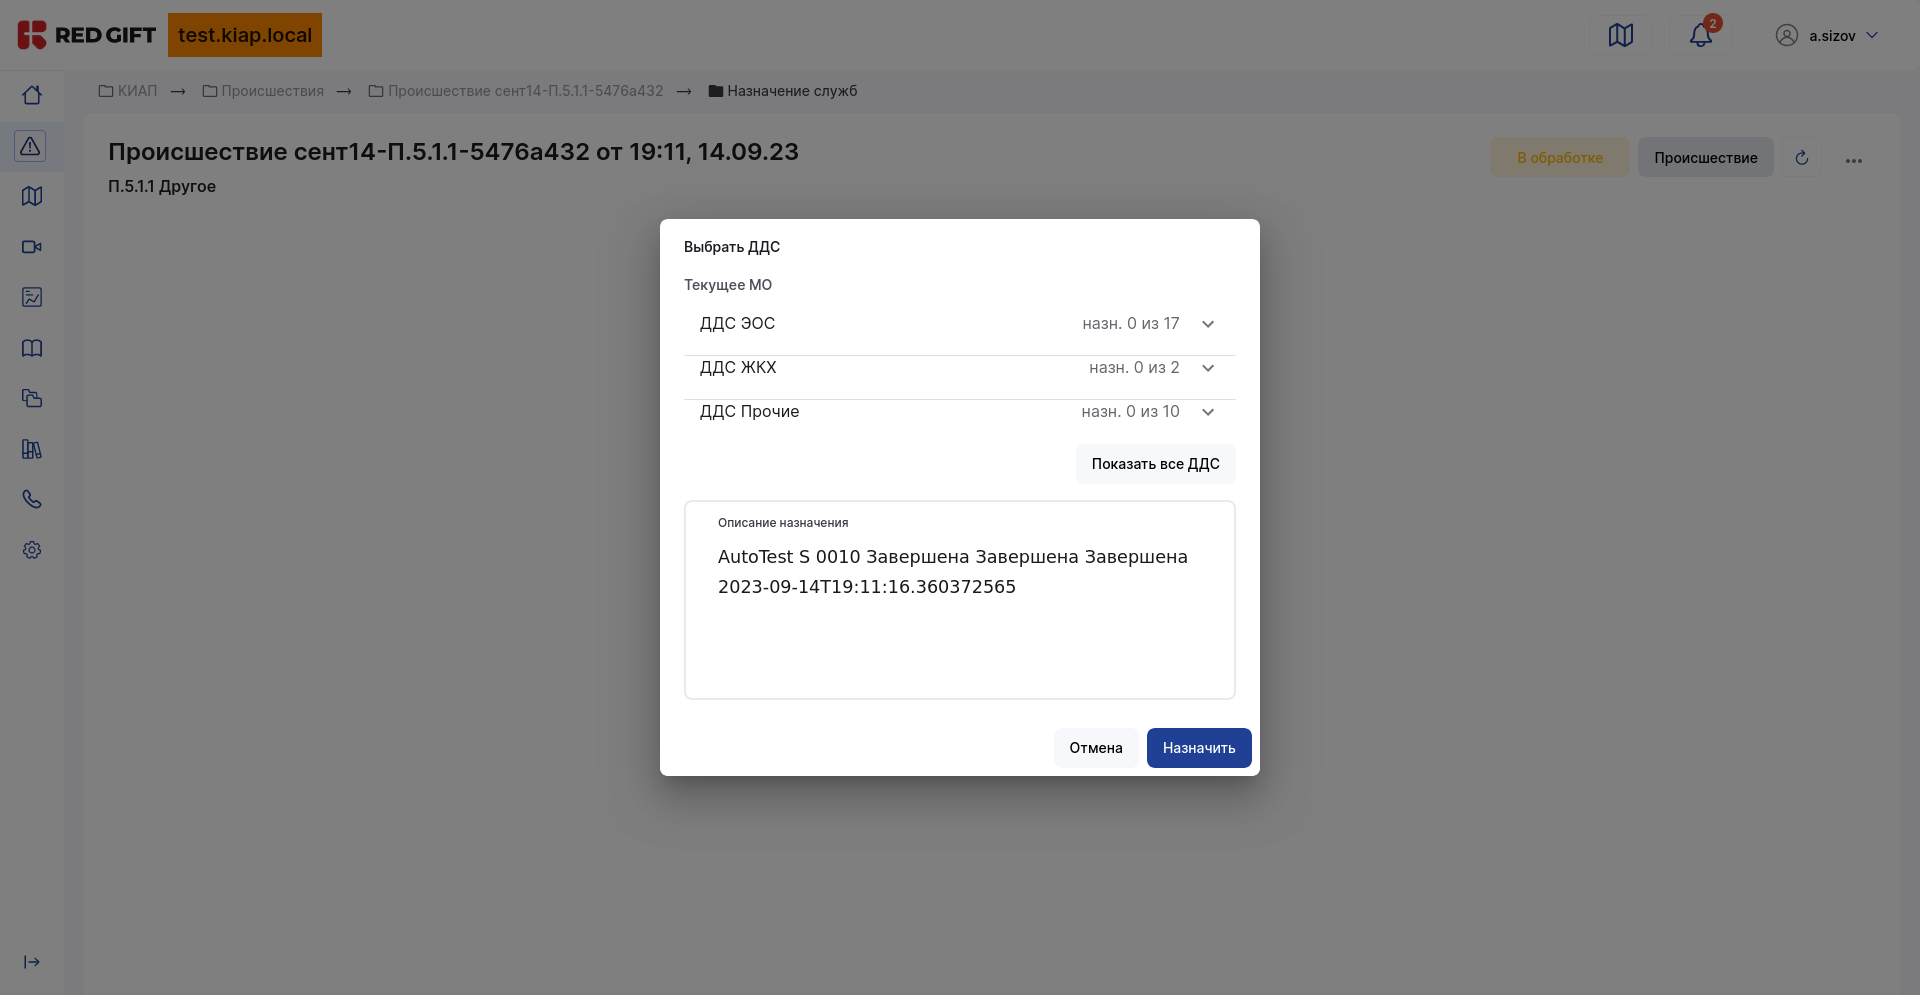 RED GIFT test.kiap.local 2 a.sizov
КИАП → Происшествия → Происшествие сент14-П.5.1.1-5476a432 → Назначение служб
Происшествие сент14-П.5.1.1-5476a432 от 19:11, 14.09.23
В обработке Происшествие
П.5.1.1 Другое
Выбрать ДДС
Текущее МО
ДДС ЭОС назн. 0 из 17
ДДС ЖКХ назн. 0 из 2
ДДС Прочие назн. 0 из 10
Показать все ДДС
Описание назначения
AutoTest S 0010 Завершена Завершена Завершена
2023-09-14T19:11:16.360372565
Отмена Назначить